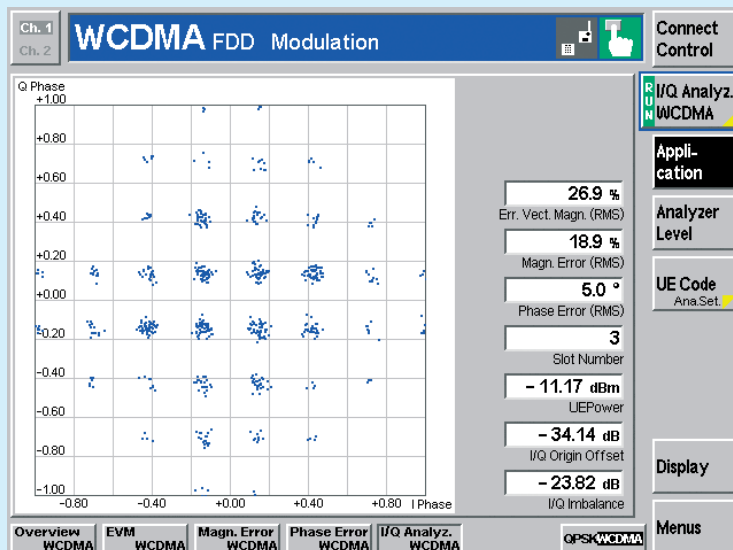 Ch. 1
Ch. 2
WCDMA FDD Modulation
Connect
Control
R
U
N
I/Q Analyz.
WCDMA
Appli-
cation
Analyzer
Level
UE Code
Ana.Set.
Display
Menus
Q Phase
+1.00
+0.80
+0.60
+0.40
+0.20
+0.00
-0.20
-0.40
-0.60
-0.80
-1.00
-0.80
-0.40
+0.00
+0.40
+0.80
I Phase
26.9 %
Err. Vect. Magn. (RMS)
18.9 %
Magn. Error (RMS)
5.0 °
Phase Error (RMS)
3
Slot Number
- 11.17 dBm
UEPower
- 34.14 dB
I/Q Origin Offset
- 23.82 dB
I/Q Imbalance
Overview
WCDMA
EVM
WCDMA
Magn. Error
WCDMA
Phase Error
WCDMA
I/Q Analyz.
WCDMA
QPSK WCDMA